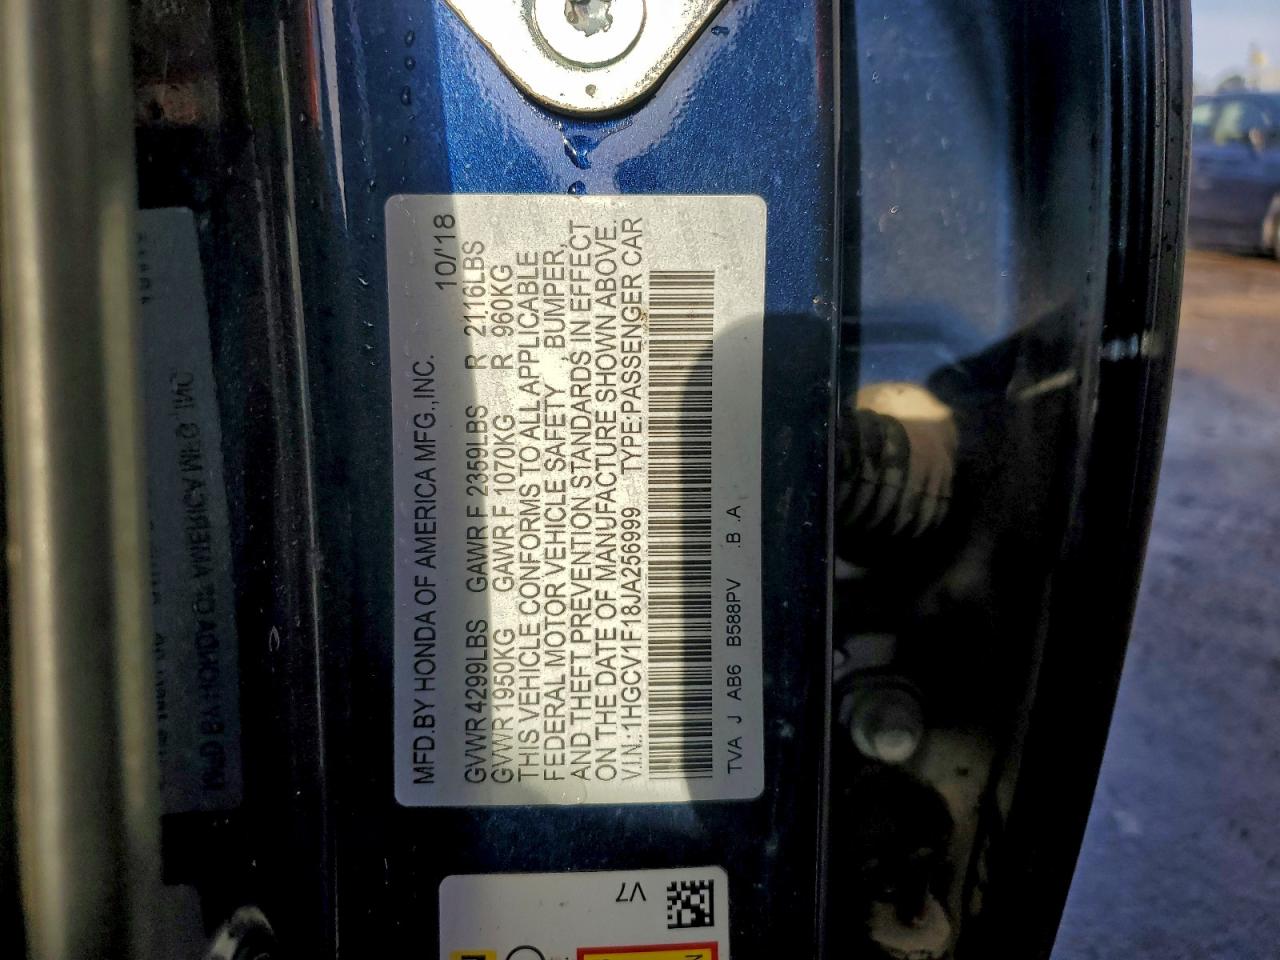 MFD.BY HONDA OF AMERICA MFG.,INC. 10/'18
GVWR 4299LBS GAWR F 2359LBS R 2116LBS
GVWR 1950KG GAWR F 1070KG R 960KG
THIS VEHICLE CONFORMS TO ALL APPLICABLE
FEDERAL MOTOR VEHICLE SAFETY BUMPER,
AND THEFT PREVENTION STANDARDS IN EFFECT
ON THE DATE OF MANUFACTURE SHOWN ABOVE.
V.I.N.:1HGCV1F18JA256999 TYPE:PASSENGER CAR
TVA J AB6 B588PV .B .A
V7